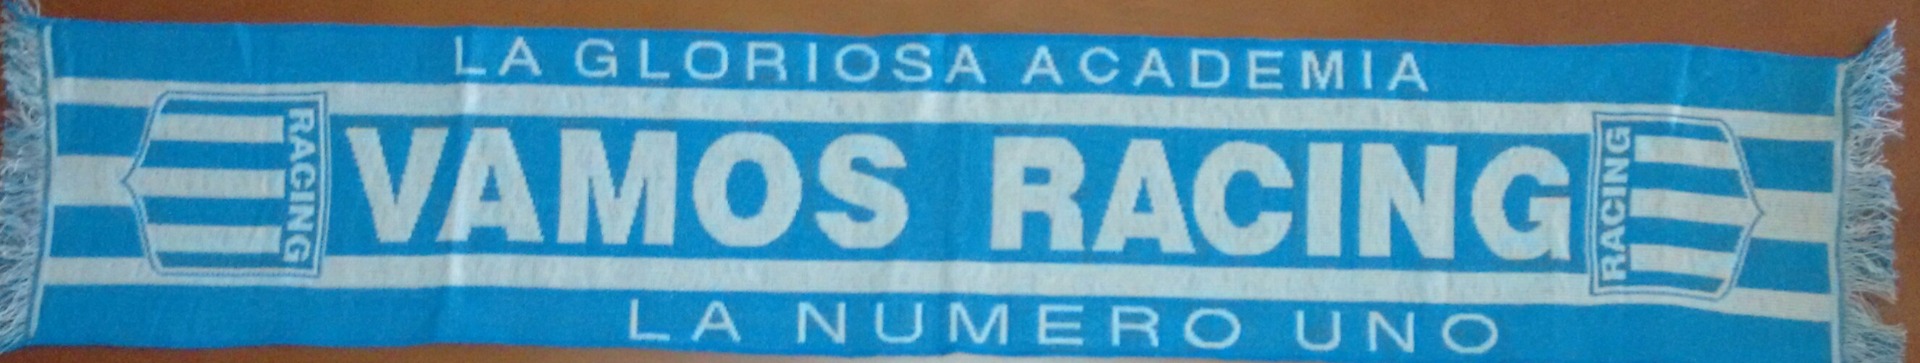 LA GLORIOSA ACADEMIA
RACING
VAMOS RACING
RACING
LA NUMERO UNO